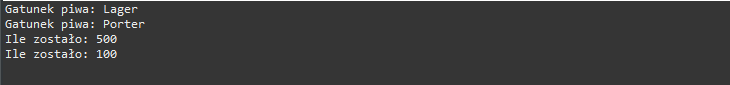 Gatunek piwa: Lager
Gatunek piwa: Porter
Ile zostało: 500
Ile zostało: 100